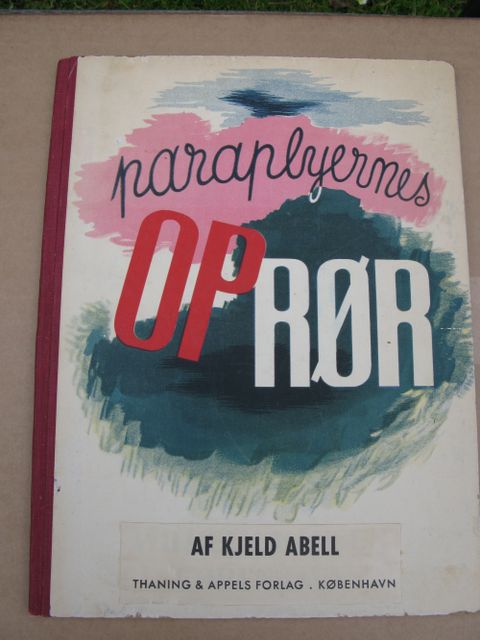 paraplyernes
OPRØR
AF KJELD ABELL
THANING & APPELS FORLAG . KØBENHAVN